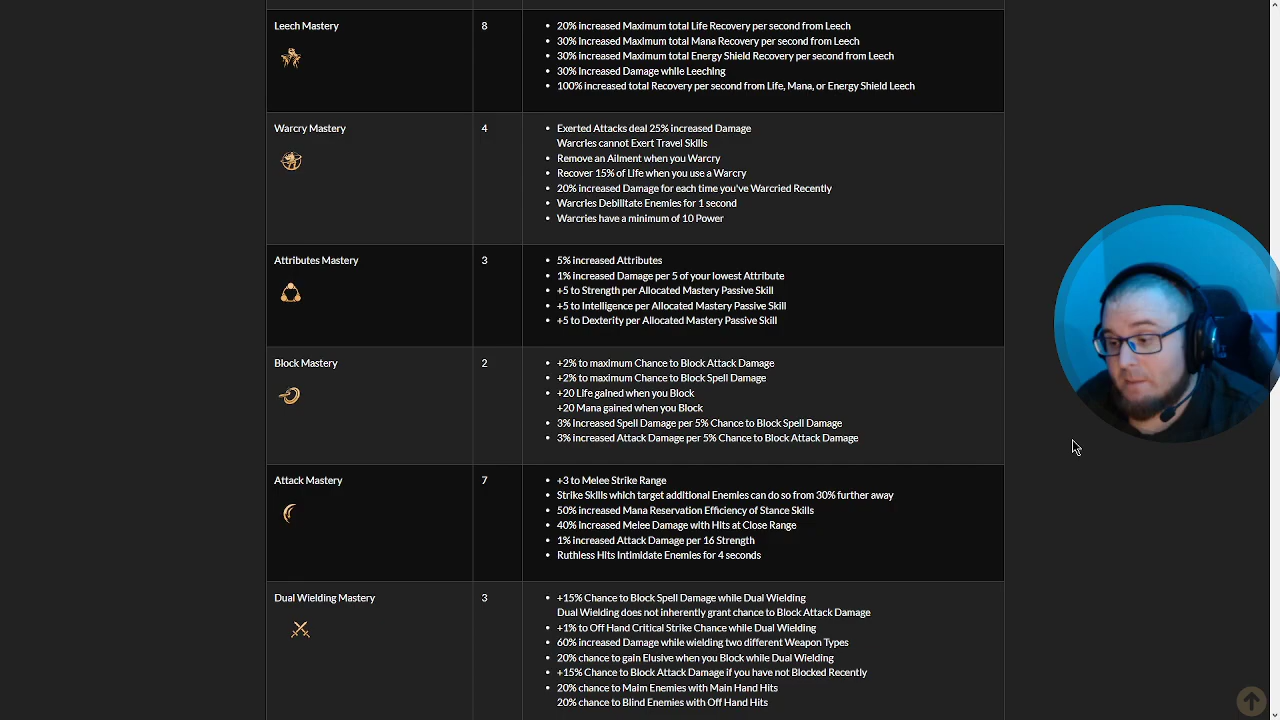 Leech Mastery
8
20% increased Maximum total Life Recovery per second from Leech
30% increased Maximum total Mana Recovery per second from Leech
30% increased Maximum total Energy Shield Recovery per second from Leech
30% increased Damage while Leeching
100% increased total Recovery per second from Life, Mana, or Energy Shield Leech
Warcry Mastery
4
Exerted Attacks deal 25% increased Damage
Warcries cannot Exert Travel Skills
Remove an Ailment when you Warcry
Recover 15% of Life when you use a Warcry
20% increased Damage for each time you've Warcried Recently
Warcries Debilitate Enemies for 1 second
Warcries have a minimum of 10 Power
Attributes Mastery
3
5% increased Attributes
1% increased Damage per 5 of your lowest Attribute
+5 to Strength per Allocated Mastery Passive Skill
+5 to Intelligence per Allocated Mastery Passive Skill
+5 to Dexterity per Allocated Mastery Passive Skill
Block Mastery
2
+2% to maximum Chance to Block Attack Damage
+2% to maximum Chance to Block Spell Damage
+20 Life gained when you Block
+20 Mana gained when you Block
3% increased Spell Damage per 5% Chance to Block Spell Damage
3% increased Attack Damage per 5% Chance to Block Attack Damage
Attack Mastery
7
+3 to Melee Strike Range
Strike Skills which target additional Enemies can do so from 30% further away
50% increased Mana Reservation Efficiency of Stance Skills
40% increased Melee Damage with Hits at Close Range
1% increased Attack Damage per 16 Strength
Ruthless Hits Intimidate Enemies for 4 seconds
Dual Wielding Mastery
3
+15% Chance to Block Spell Damage while Dual Wielding
Dual Wielding does not inherently grant chance to Block Attack Damage
+1% to Off Hand Critical Strike Chance while Dual Wielding
60% increased Damage while wielding two different Weapon Types
20% chance to gain Elusive when you Block while Dual Wielding
+15% Chance to Block Attack Damage if you have not Blocked Recently
20% chance to Maim Enemies with Main Hand Hits
20% chance to Blind Enemies with Off Hand Hits